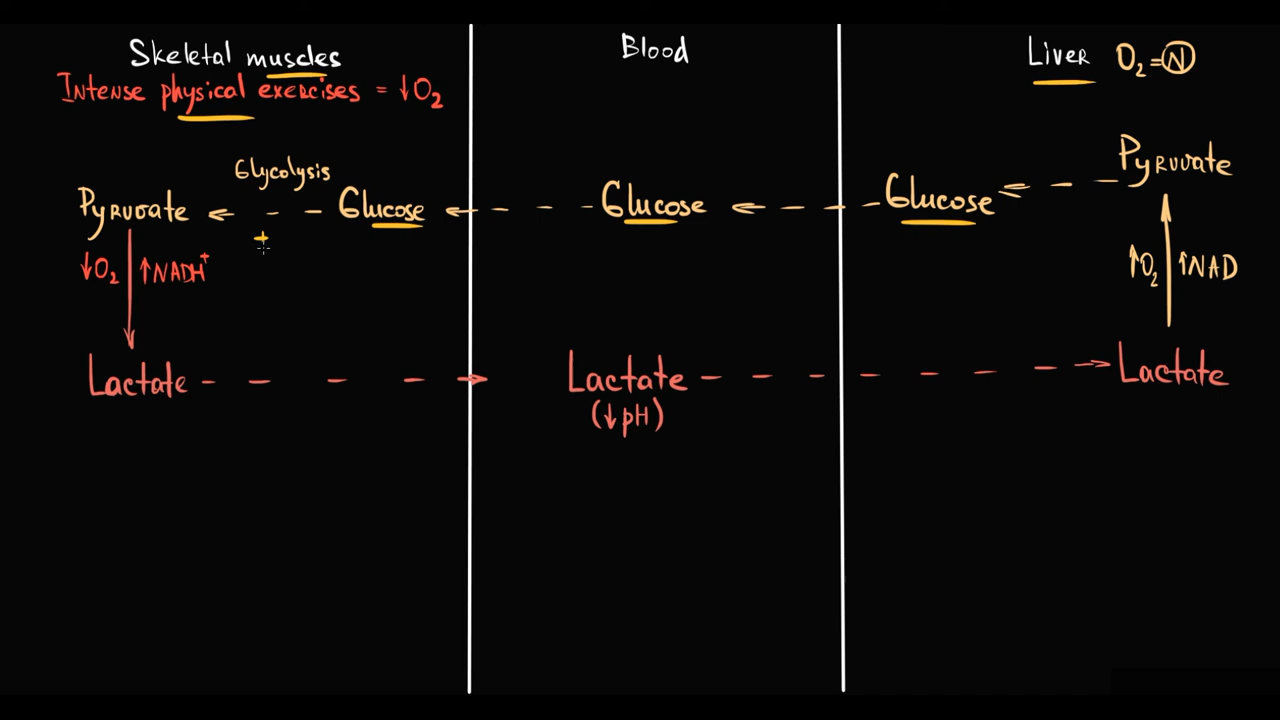 Skeletal muscles
Intense physical exercises = ↓O₂
Glycolysis
Pyruvate ← - - Glucose
+
↓O₂ ↑NADH⁺
Lactate
Blood
Glucose
Lactate
(↓pH)
Liver O₂ = N
Pyruvate
Glucose
↑O₂ ↑NAD
Lactate